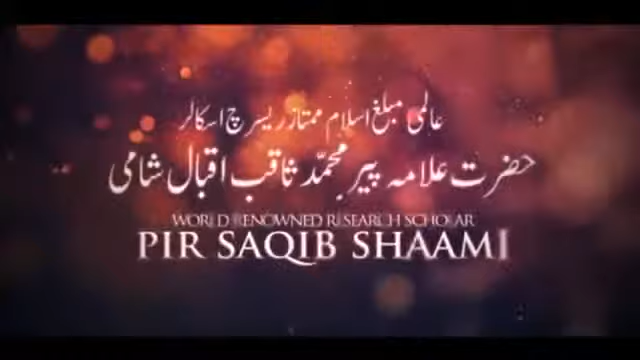 عالمی مبلغ اسلام ممتاز ریسرچ اسکالر
حضرت علامہ پیر محمّد ثاقب اقبال شامی
WORLD RENOWNED RESEARCH SCHOLAR
PIR SAQIB SHAAMI